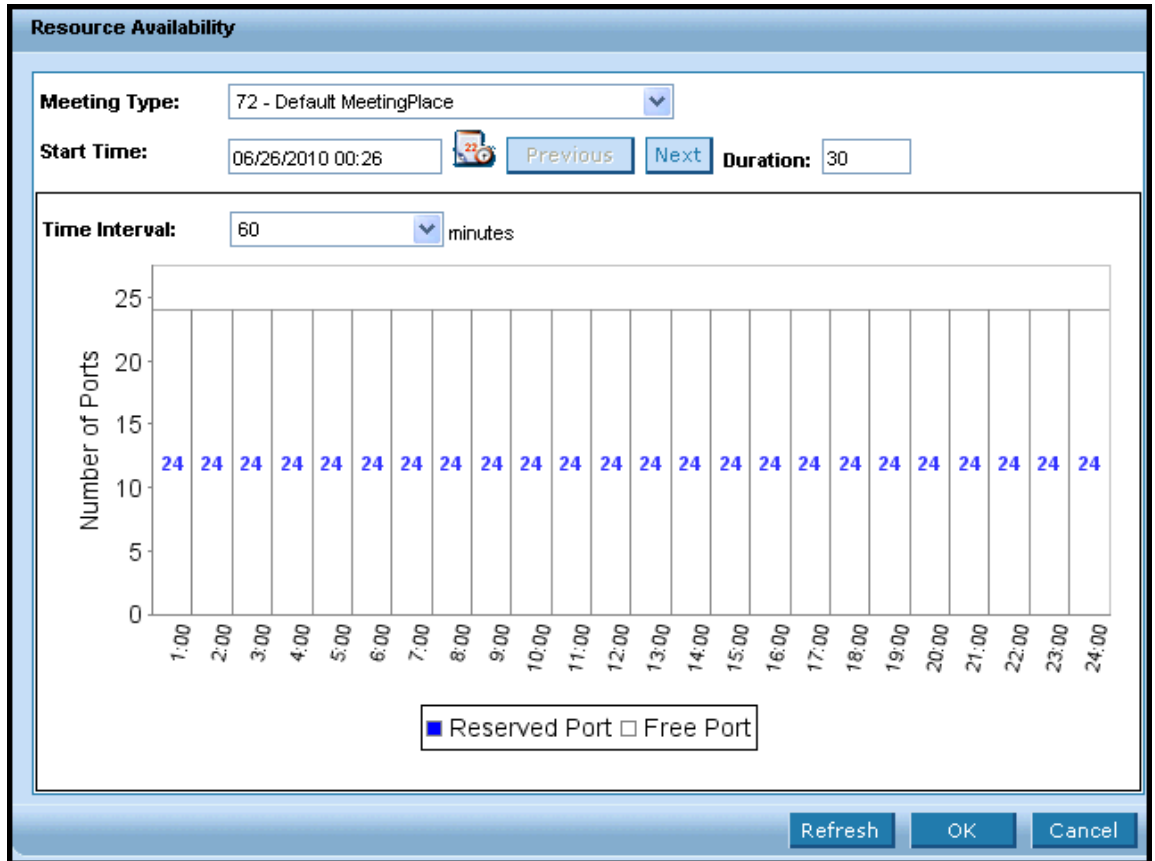 Resource Availability
Meeting Type: 72 - Default MeetingPlace
Start Time: 06/26/2010 00:26 22 Previous Next Duration: 30
Time Interval: 60 minutes
Number of Ports
25
20
15
10
5
0
24 24 24 24 24 24 24 24 24 24 24 24 24 24 24 24 24 24 24 24 24 24 24 24
1:00 2:00 3:00 4:00 5:00 6:00 7:00 8:00 9:00 10:00 11:00 12:00 13:00 14:00 15:00 16:00 17:00 18:00 19:00 20:00 21:00 22:00 23:00 24:00
Reserved Port Free Port
Refresh OK Cancel